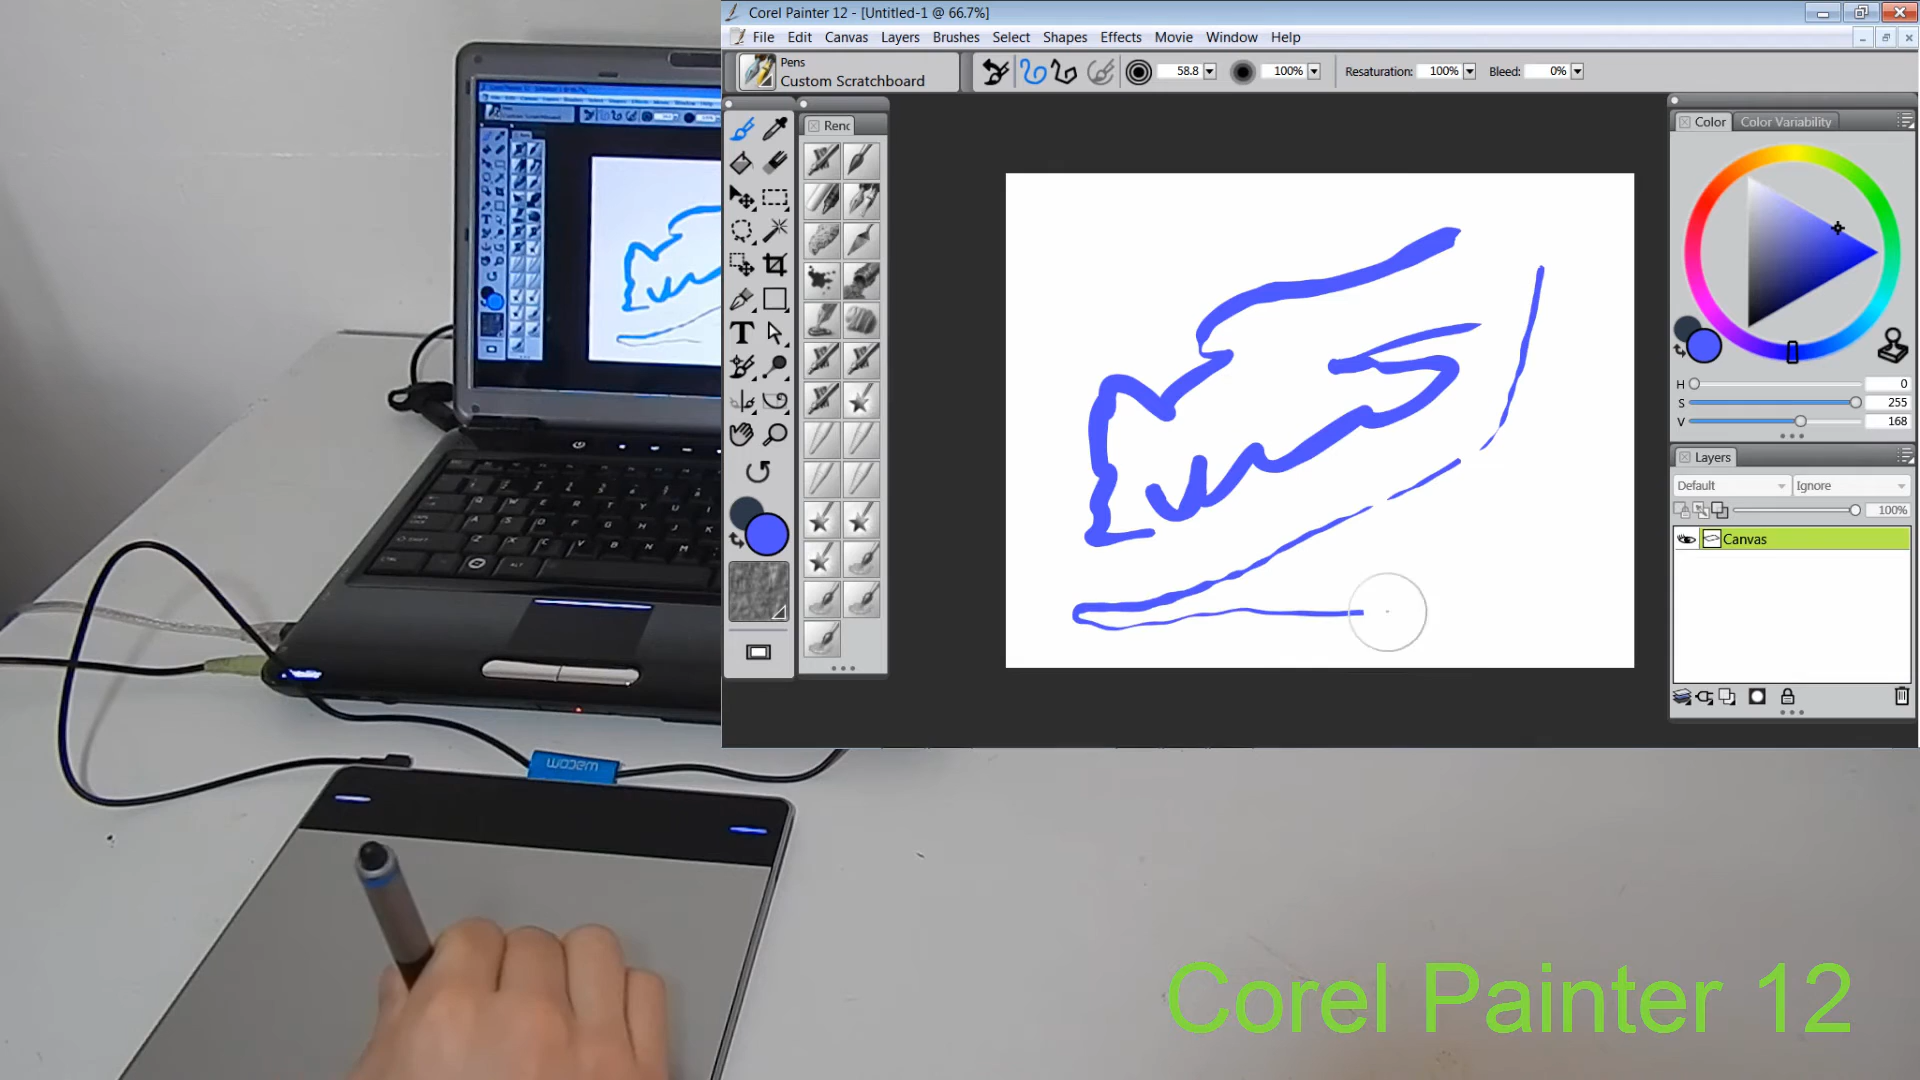 Corel Painter 12 - [Untitled-1 @ 66.7%]
File Edit Canvas Layers Brushes Select Shapes Effects Movie Window Help
Pens
Custom Scratchboard
58.8
100%
Resaturation: 100%
Bleed: 0%
Renc
Color
Color Variability
H 0
S 255
V 168
Layers
Default
Ignore
100%
Canvas
wacom
Corel Painter 12